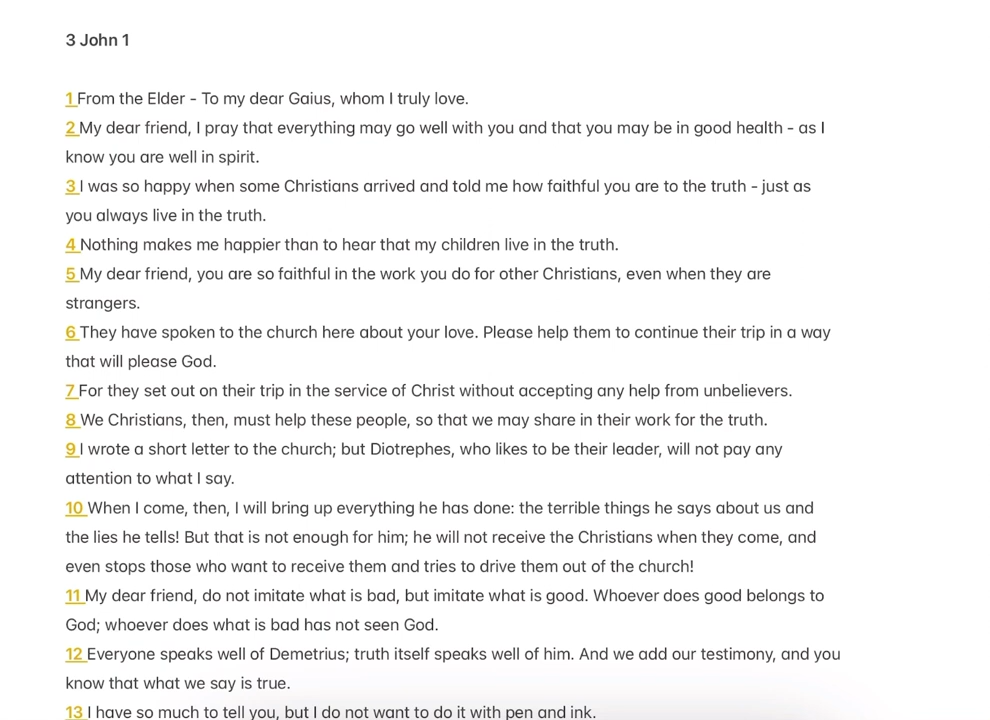 3 John 1
1 From the Elder - To my dear Gaius, whom I truly love.
2 My dear friend, I pray that everything may go well with you and that you may be in good health - as I
know you are well in spirit.
3 I was so happy when some Christians arrived and told me how faithful you are to the truth - just as
you always live in the truth.
4 Nothing makes me happier than to hear that my children live in the truth.
5 My dear friend, you are so faithful in the work you do for other Christians, even when they are
strangers.
6 They have spoken to the church here about your love. Please help them to continue their trip in a way
that will please God.
7 For they set out on their trip in the service of Christ without accepting any help from unbelievers.
8 We Christians, then, must help these people, so that we may share in their work for the truth.
9 I wrote a short letter to the church; but Diotrephes, who likes to be their leader, will not pay any
attention to what I say.
10 When I come, then, I will bring up everything he has done: the terrible things he says about us and
the lies he tells! But that is not enough for him; he will not receive the Christians when they come, and
even stops those who want to receive them and tries to drive them out of the church!
11 My dear friend, do not imitate what is bad, but imitate what is good. Whoever does good belongs to
God; whoever does what is bad has not seen God.
12 Everyone speaks well of Demetrius; truth itself speaks well of him. And we add our testimony, and you
know that what we say is true.
13 I have so much to tell you, but I do not want to do it with pen and ink.